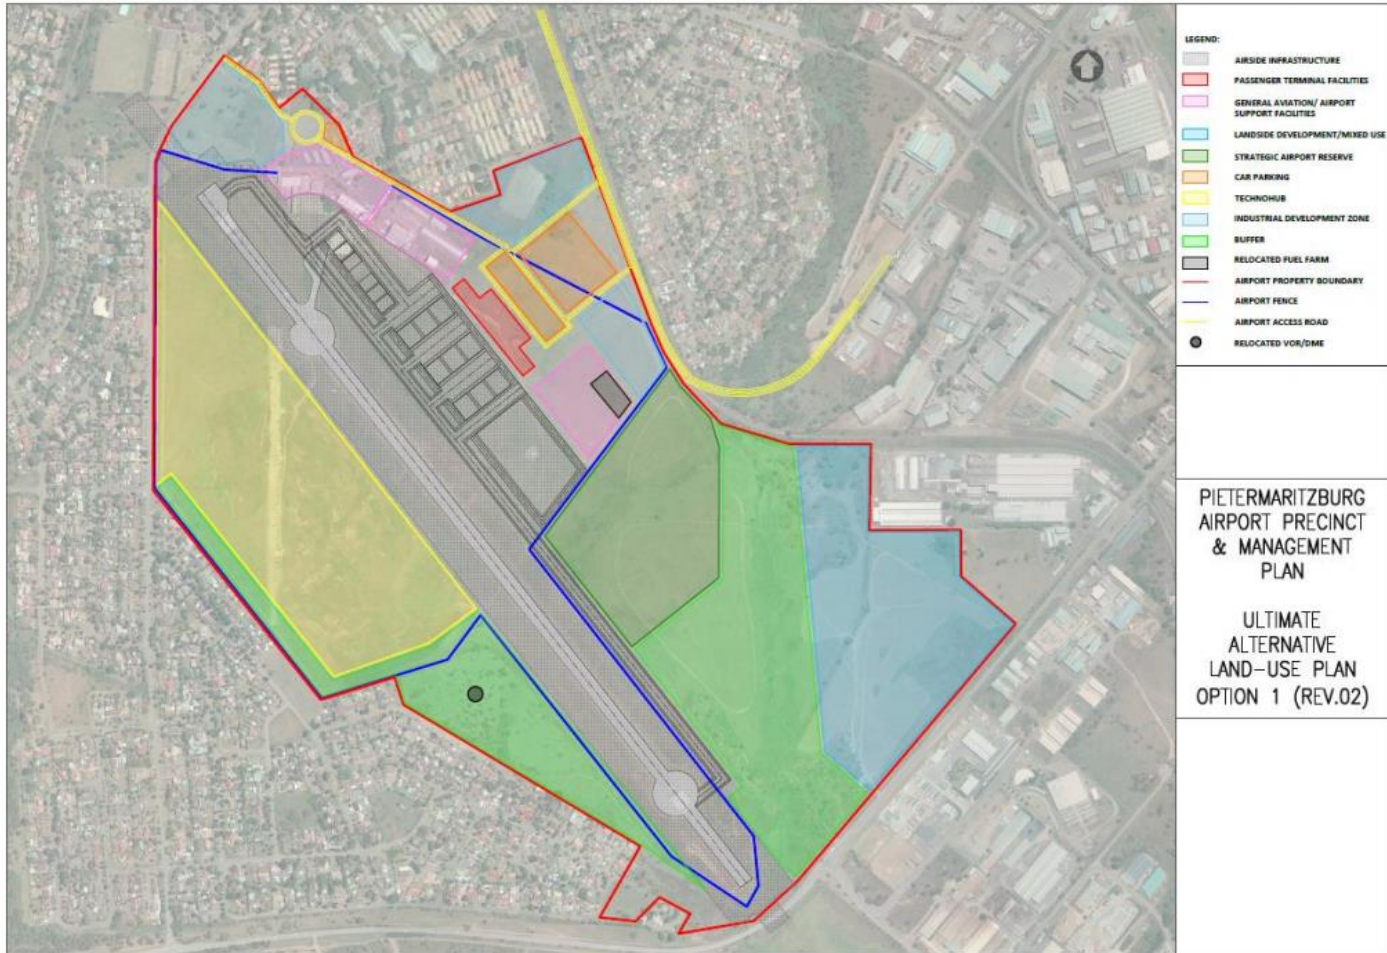 LEGEND:
AIRSIDE INFRASTRUCTURE
PASSENGER TERMINAL FACILITIES
GENERAL AVIATION/ AIRPORT
SUPPORT FACILITIES
LANDSIDE DEVELOPMENT/MIXED USE
STRATEGIC AIRPORT RESERVE
CAR PARKING
TECHNOHUB
INDUSTRIAL DEVELOPMENT ZONE
BUFFER
RELOCATED FUEL FARM
AIRPORT PROPERTY BOUNDARY
AIRPORT FENCE
AIRPORT ACCESS ROAD
RELOCATED VOR/DME
PIETERMARITZBURG
AIRPORT PRECINCT
& MANAGEMENT
PLAN
ULTIMATE
ALTERNATIVE
LAND-USE PLAN
OPTION 1 (REV.02)